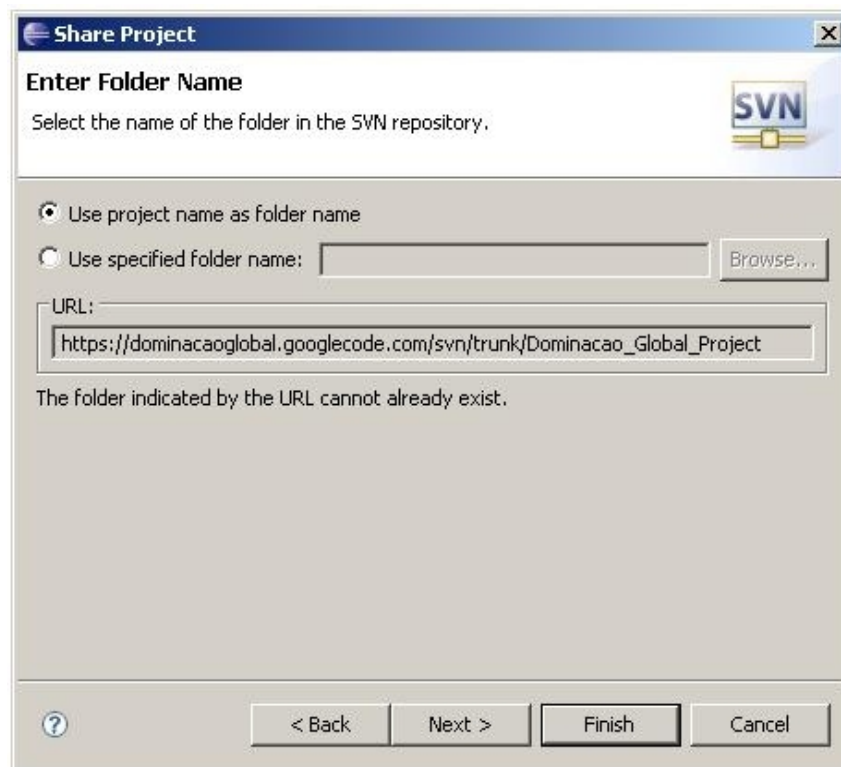 Share Project
Enter Folder Name
Select the name of the folder in the SVN repository.
SVN
Use project name as folder name
Use specified folder name:
Browse...
URL:
https://dominacaoglobal.googlecode.com/svn/trunk/Dominacao_Global_Project
The folder indicated by the URL cannot already exist.
?
< Back Next > Finish Cancel